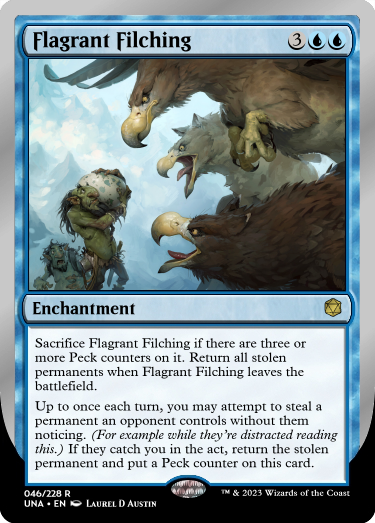 Flagrant Filching 3
Enchantment
Sacrifice Flagrant Filching if there are three or
more Peck counters on it. Return all stolen
permanents when Flagrant Filching leaves the
battlefield.
Up to once each turn, you may attempt to steal a
permanent an opponent controls without them
noticing. (For example while they're distracted reading
this.) If they catch you in the act, return the stolen
permanent and put a Peck counter on this card.
046/228 R
UNA • EN Laurel D Austin
™ & 2023 Wizards of the Coast